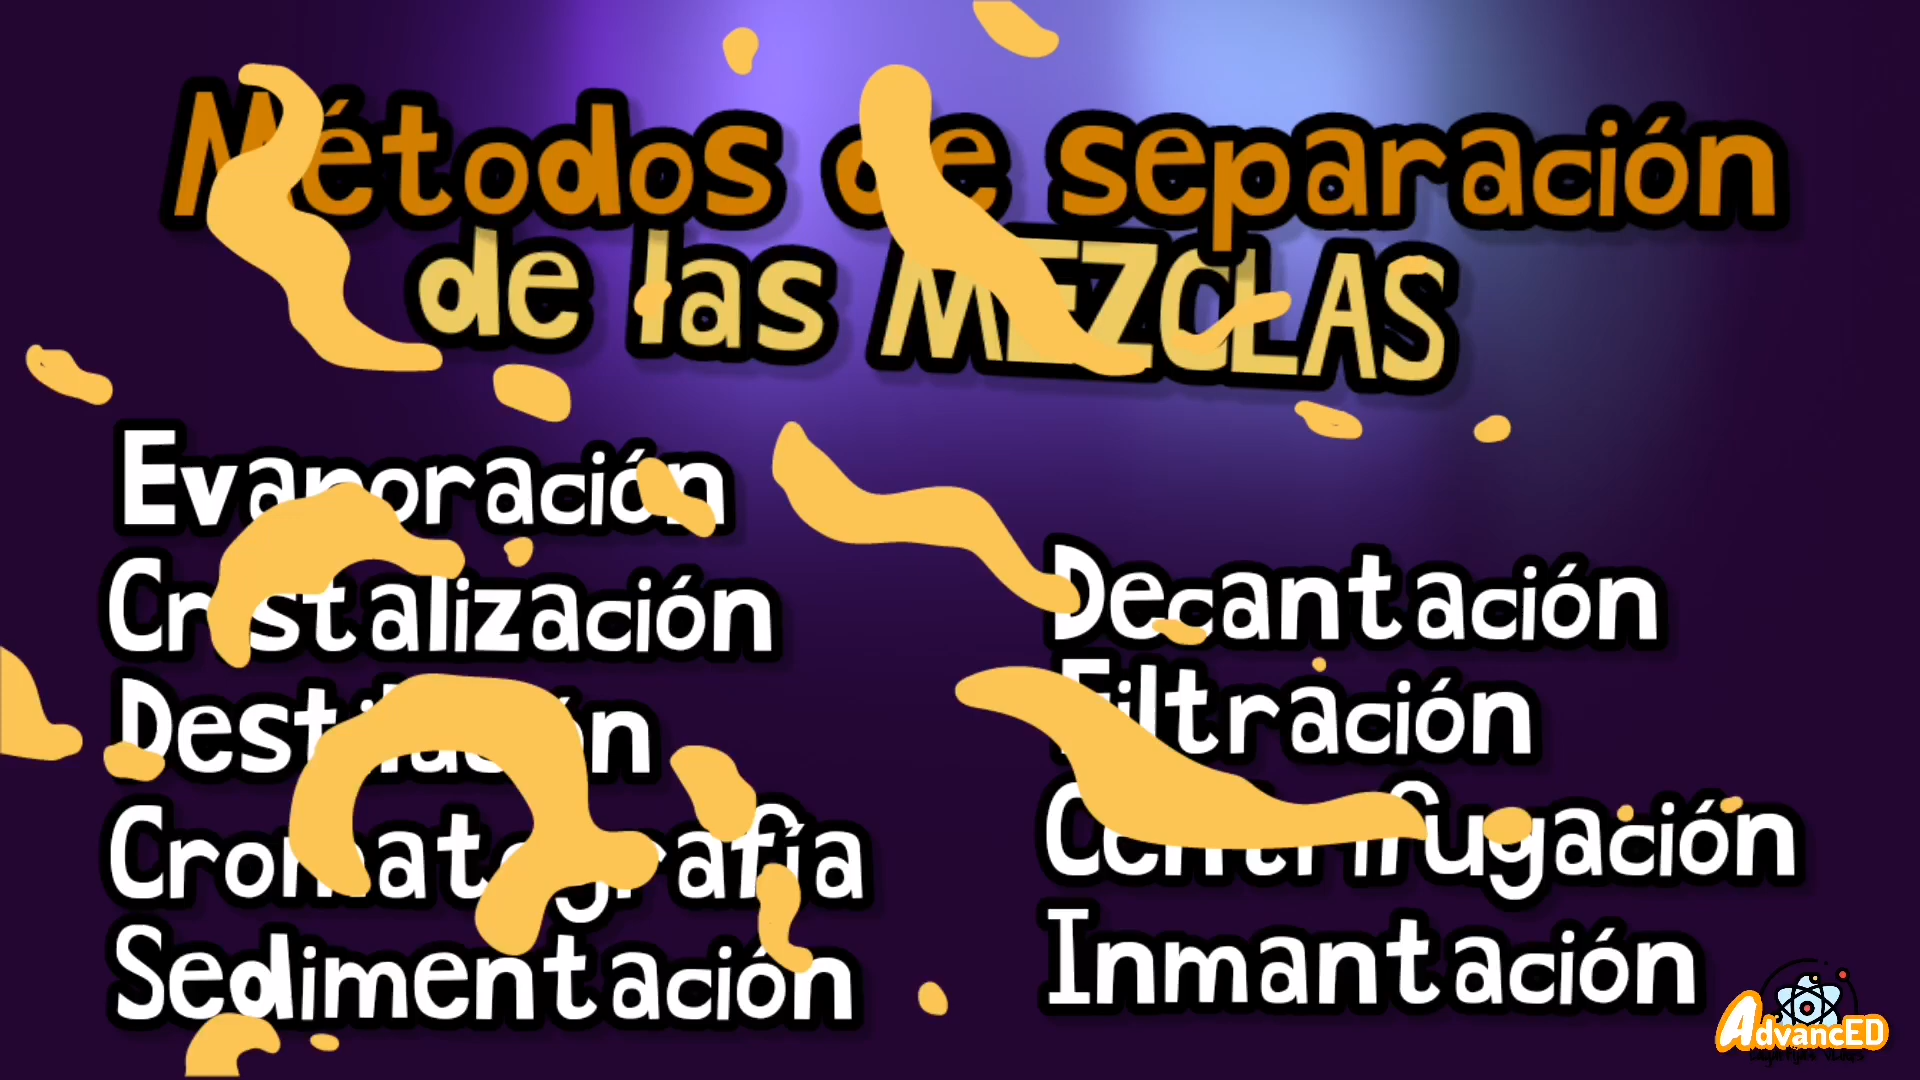 Métodos de separación
de las MEZCLAS
Evaporación
Cristalización
Destilación
Cromatografía
Sedimentación
Decantación
Filtración
Centrifugación
Inmantación
AdvancED